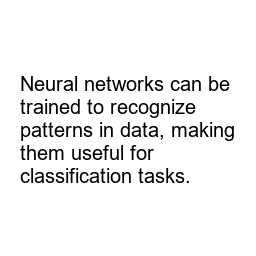 Neural networks can be
trained to recognize
patterns in data, making
them useful for
classification tasks.